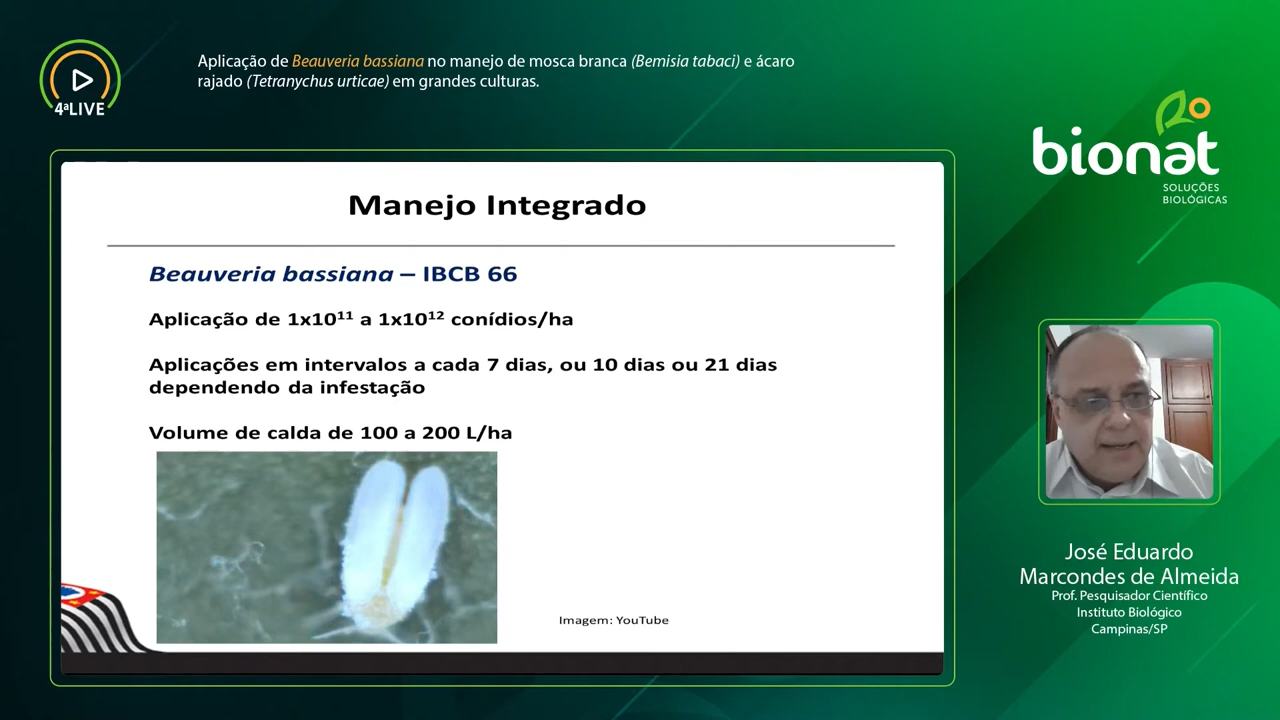 4ªLIVE
Aplicação de Beauveria bassiana no manejo de mosca branca (Bemisia tabaci) e ácaro
rajado (Tetranychus urticae) em grandes culturas.
bionat
SOLUÇÕES
BIOLÓGICAS
Manejo Integrado
Beauveria bassiana – IBCB 66
Aplicação de 1x10¹¹ a 1x10¹² conídios/ha
Aplicações em intervalos a cada 7 dias, ou 10 dias ou 21 dias
dependendo da infestação
Volume de calda de 100 a 200 L/ha
Imagem: YouTube
José Eduardo
Marcondes de Almeida
Prof. Pesquisador Científico
Instituto Biológico
Campinas/SP